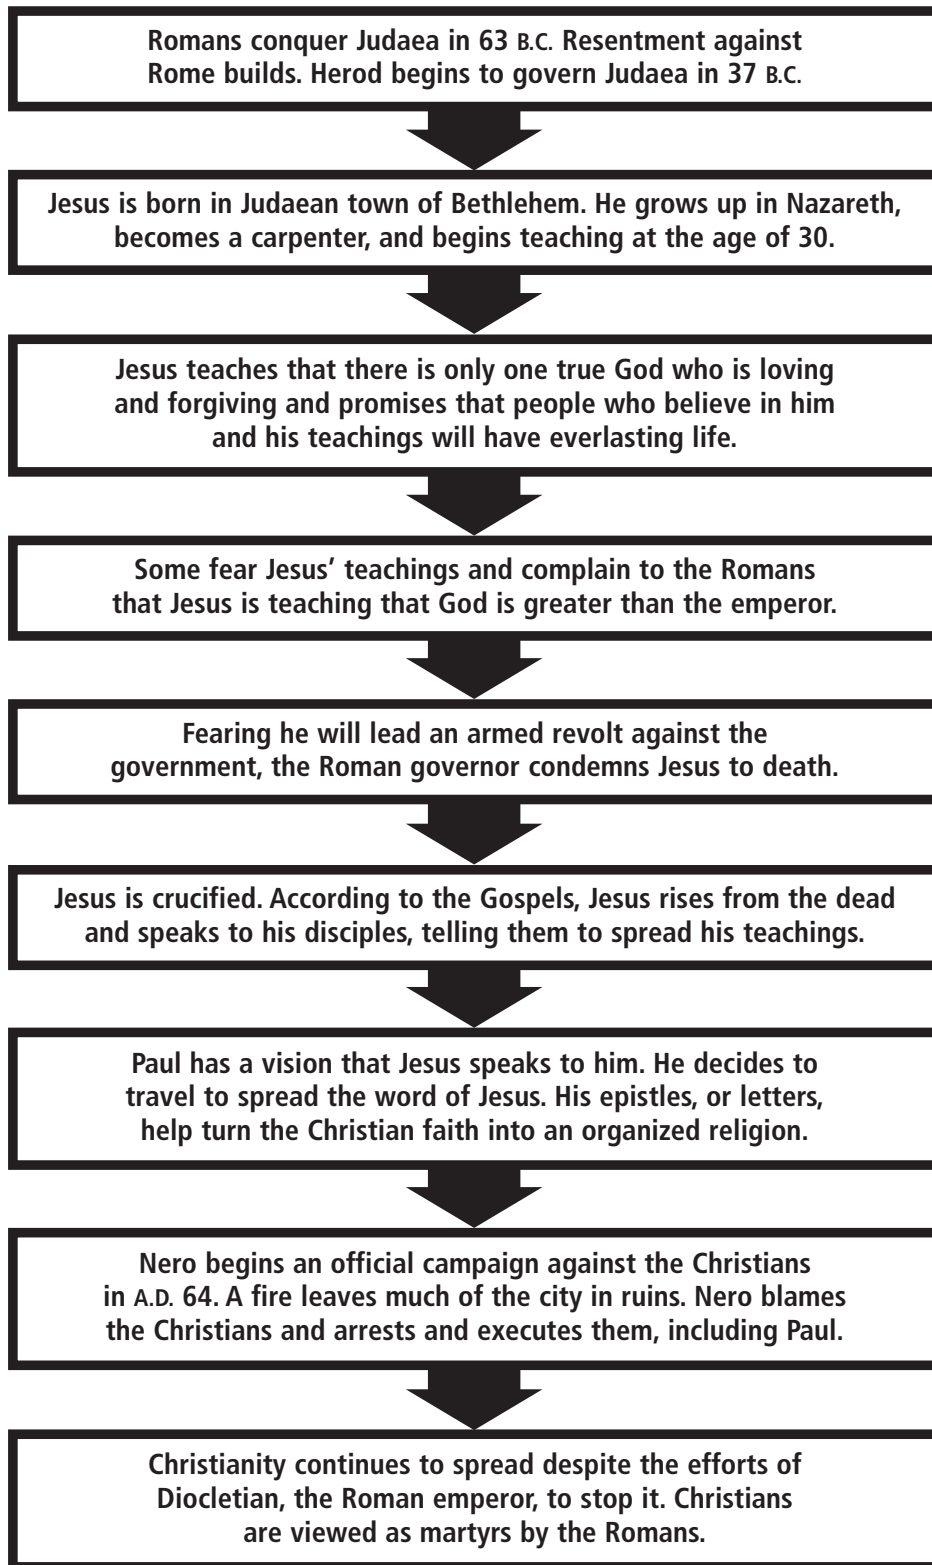 Romans conquer Judaea in 63 B.C. Resentment against
Rome builds. Herod begins to govern Judaea in 37 B.C.
Jesus is born in Judaean town of Bethlehem. He grows up in Nazareth,
becomes a carpenter, and begins teaching at the age of 30.
Jesus teaches that there is only one true God who is loving
and forgiving and promises that people who believe in him
and his teachings will have everlasting life.
Some fear Jesus’ teachings and complain to the Romans
that Jesus is teaching that God is greater than the emperor.
Fearing he will lead an armed revolt against the
government, the Roman governor condemns Jesus to death.
Jesus is crucified. According to the Gospels, Jesus rises from the dead
and speaks to his disciples, telling them to spread his teachings.
Paul has a vision that Jesus speaks to him. He decides to
travel to spread the word of Jesus. His epistles, or letters,
help turn the Christian faith into an organized religion.
Nero begins an official campaign against the Christians
in A.D. 64. A fire leaves much of the city in ruins. Nero blames
the Christians and arrests and executes them, including Paul.
Christianity continues to spread despite the efforts of
Diocletian, the Roman emperor, to stop it. Christians
are viewed as martyrs by the Romans.